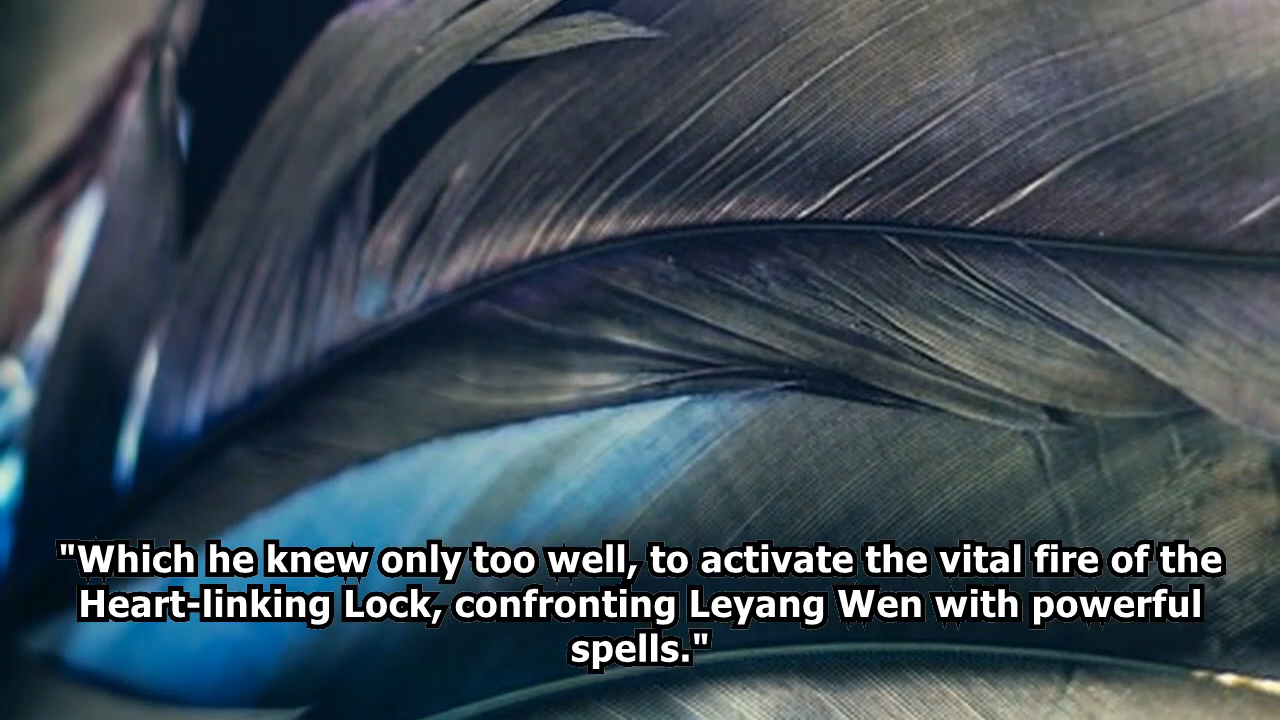 "Which he knew only too well, to activate the vital fire of the
Heart-linking Lock, confronting Leyang Wen with powerful
spells."